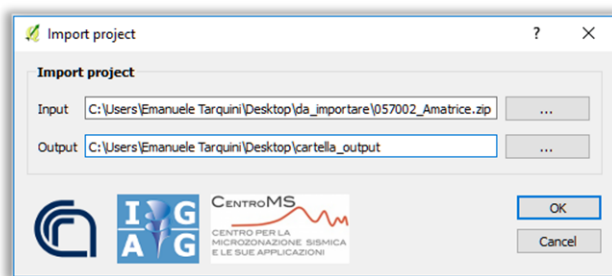 Import project
?
Import project
Input C:\Users\Emanuele Tarquini\Desktop\da_importare\057002_Amatrice.zip ...
Output C:\Users\Emanuele Tarquini\Desktop\cartella_output ...
I G
A G
CENTROMS
CENTRO PER LA
MICROZONAZIONE SISMICA
E LE SUE APPLICAZIONI
OK
Cancel